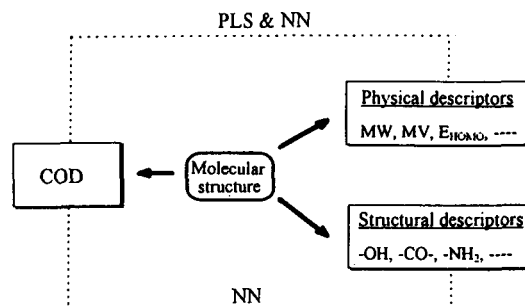 PLS & NN
Physical descriptors
MW, MV, E_HOMO, ----
COD
Molecular
structure
Structural descriptors
-OH, -CO-, -NH₂, ----
NN